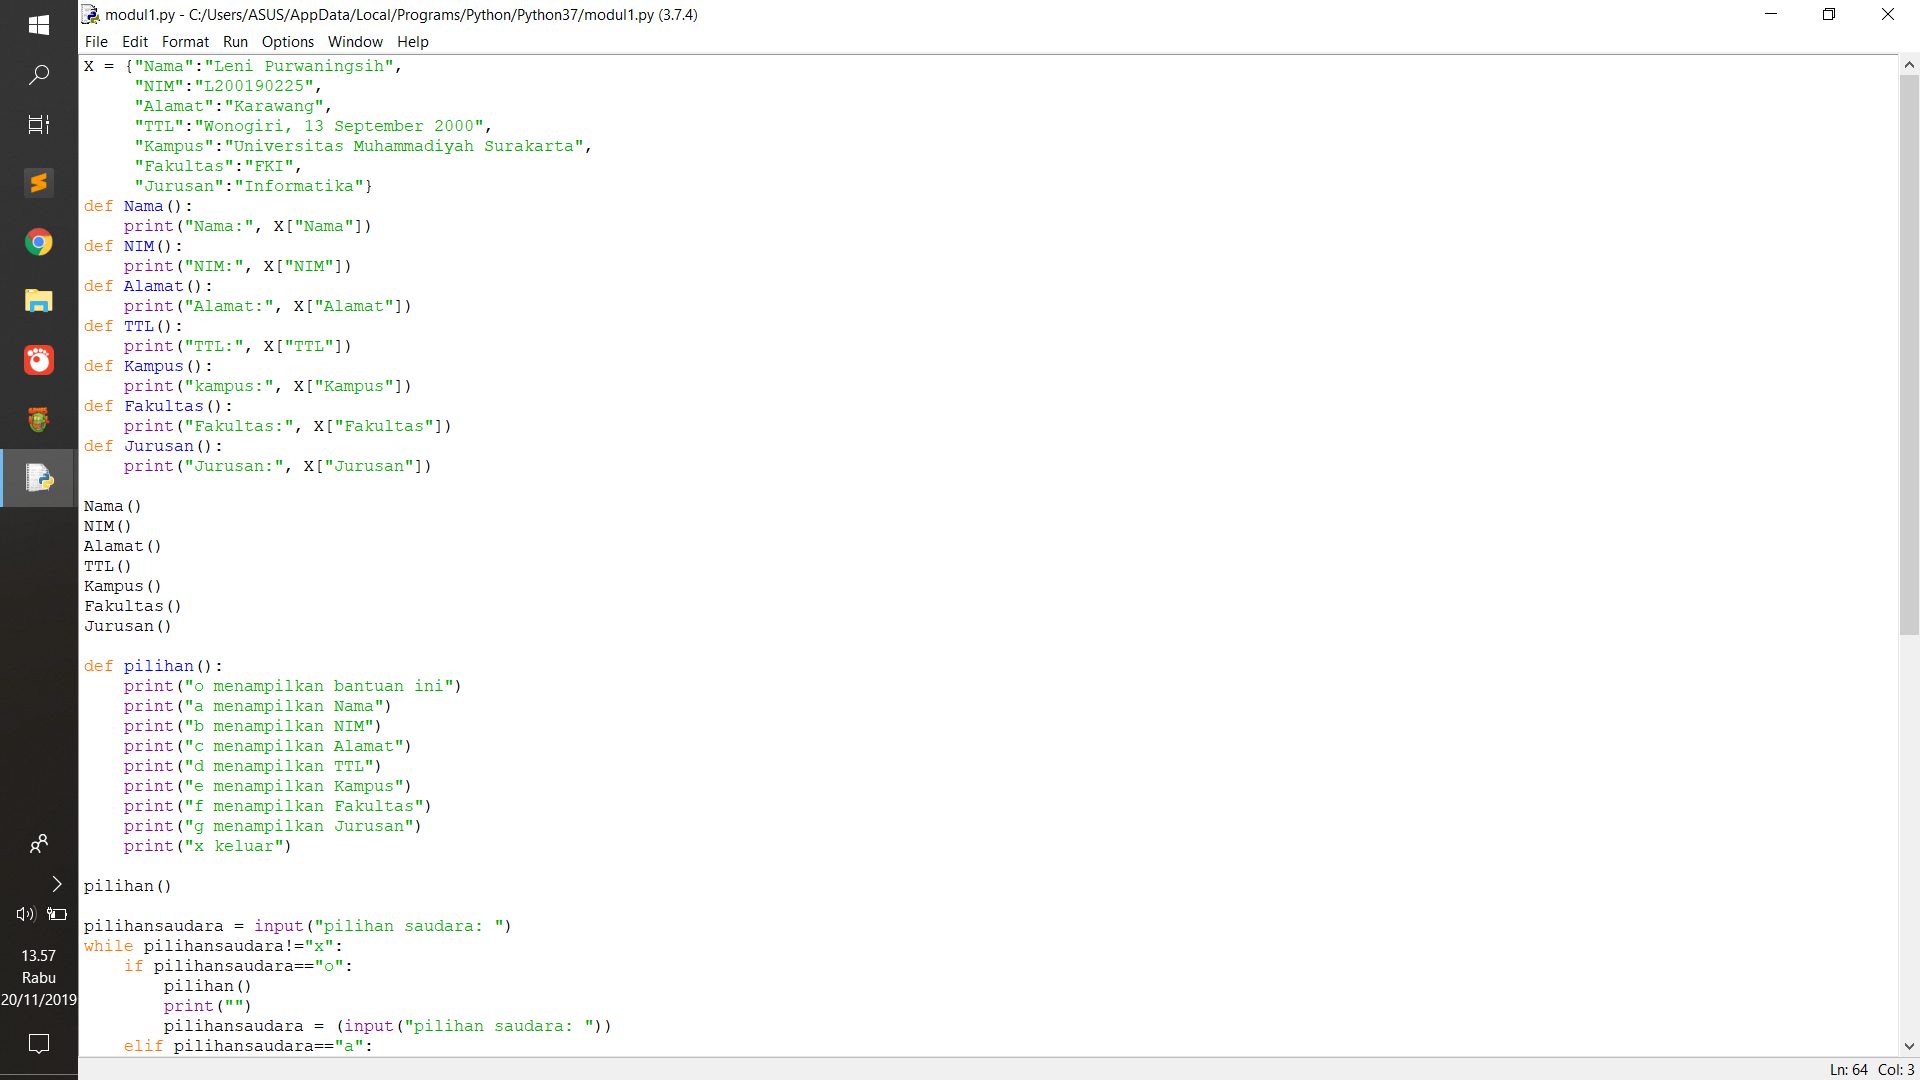 modul1.py - C:/Users/ASUS/AppData/Local/Programs/Python/Python37/modul1.py (3.7.4)
File Edit Format Run Options Window Help
X = {"Nama":"Leni Purwaningsih",
     "NIM":"L200190225",
     "Alamat":"Karawang",
     "TTL":"Wonogiri, 13 September 2000",
     "Kampus":"Universitas Muhammadiyah Surakarta",
     "Fakultas":"FKI",
     "Jurusan":"Informatika"}
def Nama():
    print("Nama:", X["Nama"])
def NIM():
    print("NIM:", X["NIM"])
def Alamat():
    print("Alamat:", X["Alamat"])
def TTL():
    print("TTL:", X["TTL"])
def Kampus():
    print("kampus:", X["Kampus"])
def Fakultas():
    print("Fakultas:", X["Fakultas"])
def Jurusan():
    print("Jurusan:", X["Jurusan"])

Nama()
NIM()
Alamat()
TTL()
Kampus()
Fakultas()
Jurusan()

def pilihan():
    print("o menampilkan bantuan ini")
    print("a menampilkan Nama")
    print("b menampilkan NIM")
    print("c menampilkan Alamat")
    print("d menampilkan TTL")
    print("e menampilkan Kampus")
    print("f menampilkan Fakultas")
    print("g menampilkan Jurusan")
    print("x keluar")

pilihan()

pilihansaudara = input("pilihan saudara: ")
while pilihansaudara!="x":
    if pilihansaudara=="o":
        pilihan()
        print("")
        pilihansaudara = (input("pilihan saudara: "))
    elif pilihansaudara=="a":
13.57
Rabu
20/11/2019
Ln: 64 Col: 3